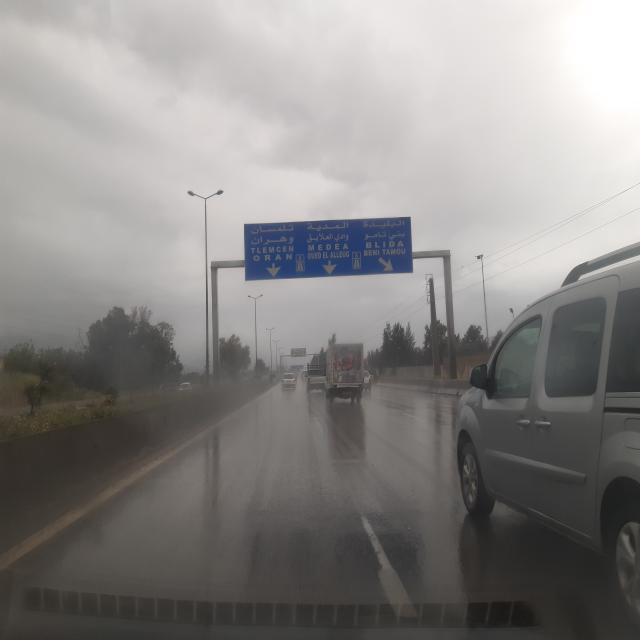 تلمسان
وهران
TLEMCEN
ORAN
المدية
وادي العلايق
MEDEA
OUED EL ALLEUG
البليدة
بني تامو
BLIDA
BENI TAMOU